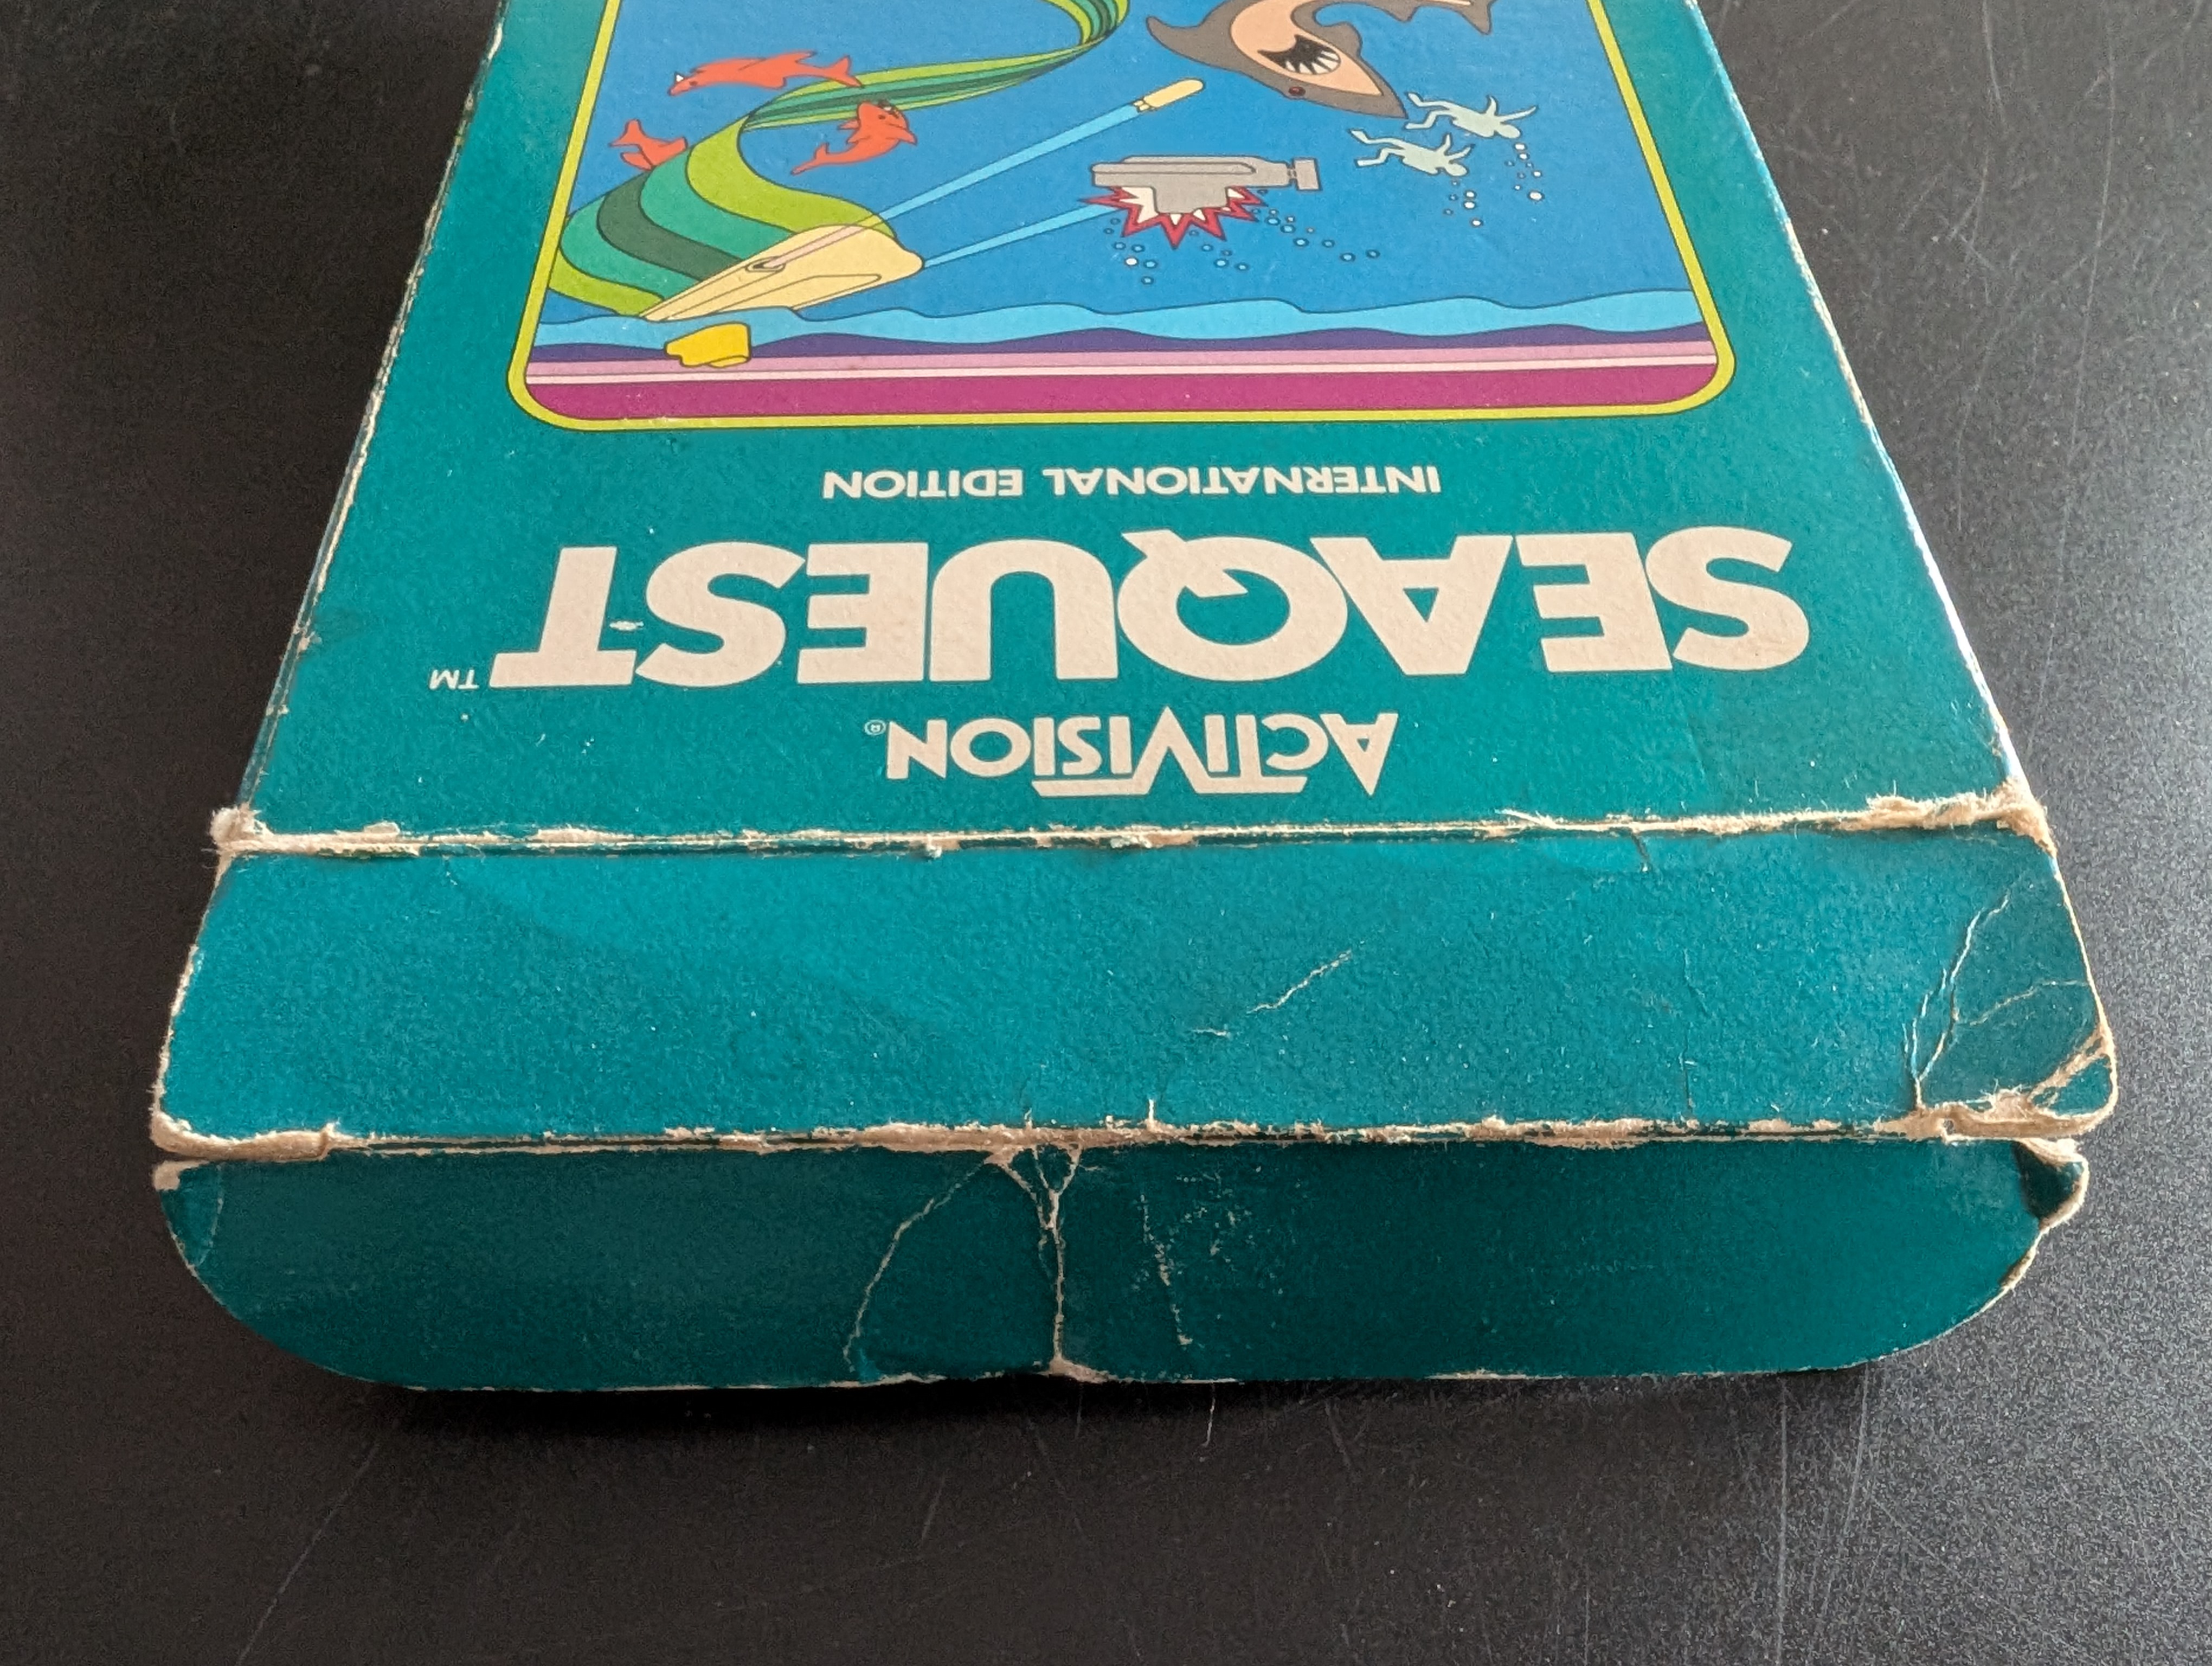 ACTIVISION®
SEAQUEST™
INTERNATIONAL EDITION